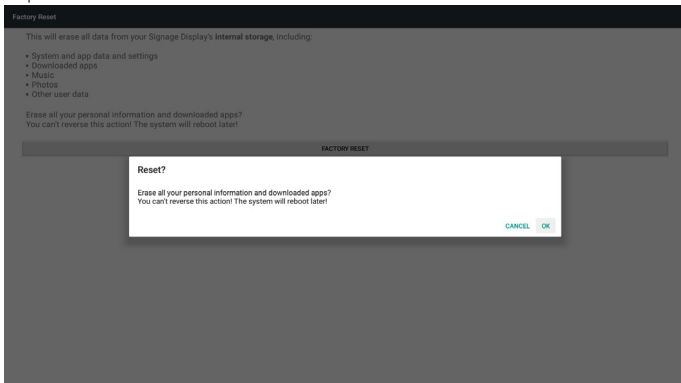 Factory Reset
This will erase all data from your Signage Display's internal storage, including:
• System and app data and settings
• Downloaded apps
• Music
• Photos
• Other user data
Erase all your personal information and downloaded apps?
You can't reverse this action! The system will reboot later!
FACTORY RESET
Reset?
Erase all your personal information and downloaded apps?
You can't reverse this action! The system will reboot later!
CANCEL OK